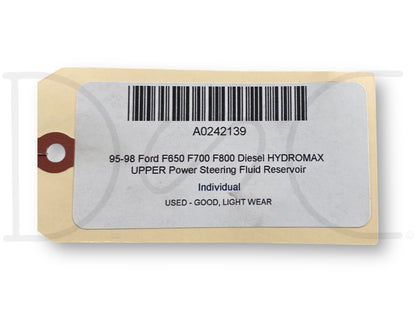 A0242139
95-98 Ford F650 F700 F800 Diesel HYDROMAX
UPPER Power Steering Fluid Reservoir
Individual
USED - GOOD, LIGHT WEAR